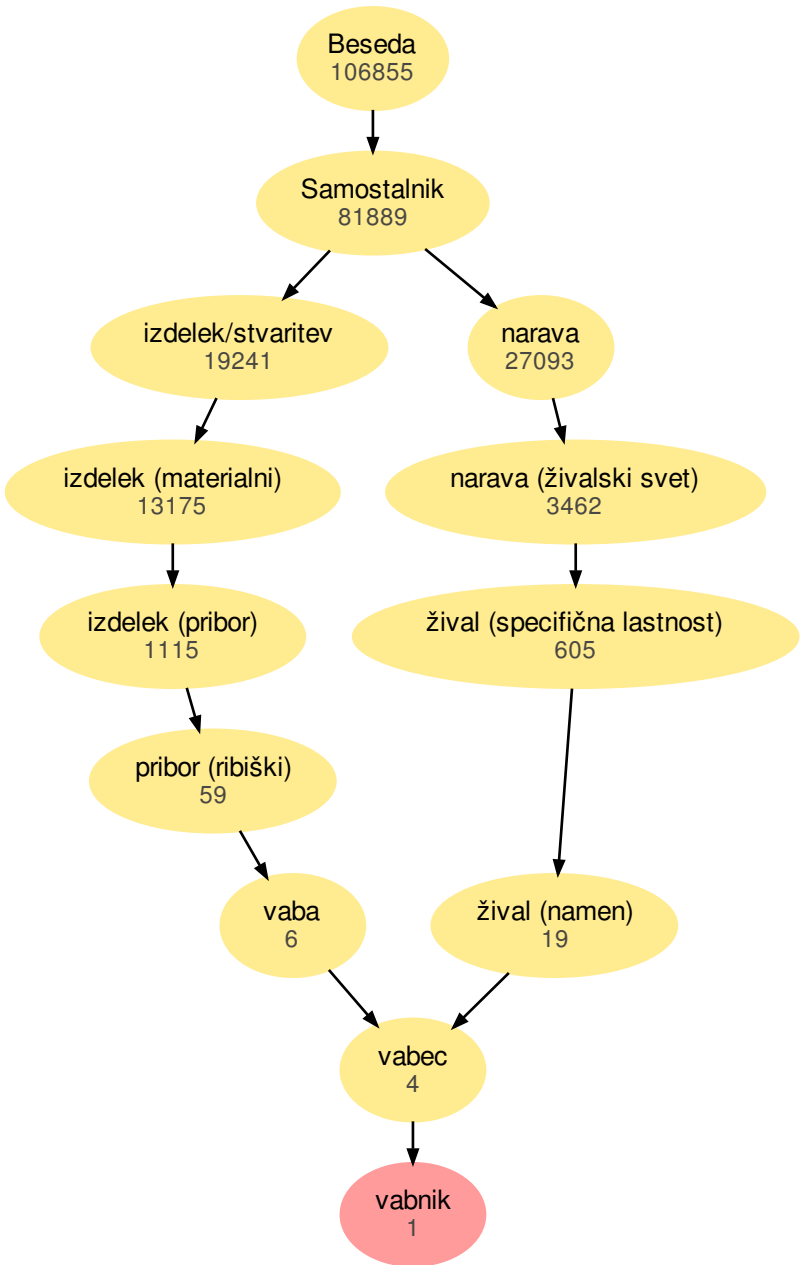 Beseda
106855
Samostalnik
81889
izdelek/stvaritev
19241
narava
27093
izdelek (materialni)
13175
narava (živalski svet)
3462
izdelek (pribor)
1115
žival (specifična lastnost)
605
pribor (ribiški)
59
vaba
6
žival (namen)
19
vabec
4
vabnik
1